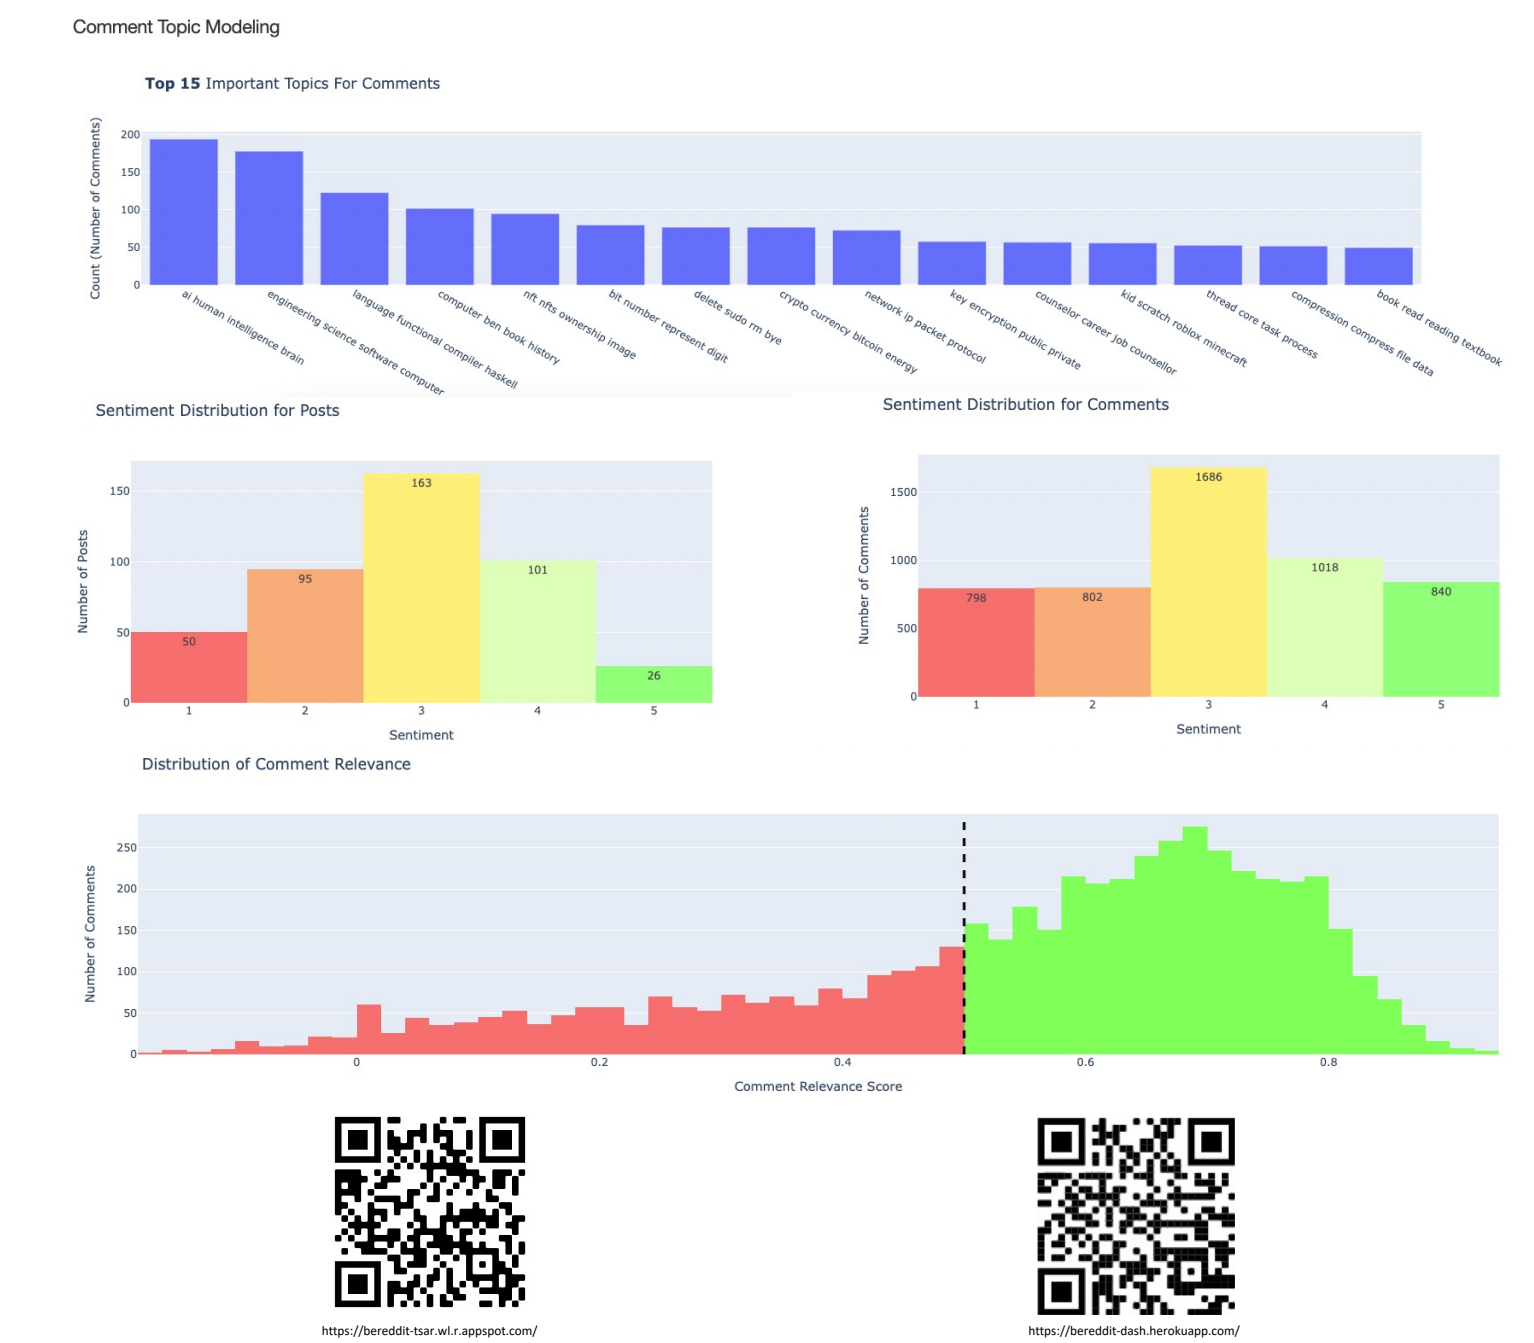 Comment Topic Modeling
Top 15 Important Topics For Comments
Count (Number of Comments)
200
150
100
50
0
ai human intelligence brain
engineering science software computer
language functional compiler haskell
computer ben book history
nft nfts ownership image
bit number represent digit
delete sudo rm bye
crypto currency bitcoin energy
network ip packet protocol
key encryption public private
counselor career job counsellor
kid scratch roblox minecraft
thread core task process
compression compress file data
book read reading textbook
Sentiment Distribution for Posts
Number of Posts
150
100
50
0
50
95
163
101
26
1 2 3 4 5
Sentiment
Sentiment Distribution for Comments
Number of Comments
1500
1000
500
0
798
802
1686
1018
840
1 2 3 4 5
Sentiment
Distribution of Comment Relevance
Number of Comments
250
200
150
100
50
0
0 0.2 0.4 0.6 0.8
Comment Relevance Score
https://bereddit-tsar.wl.r.appspot.com/
https://bereddit-dash.herokuapp.com/